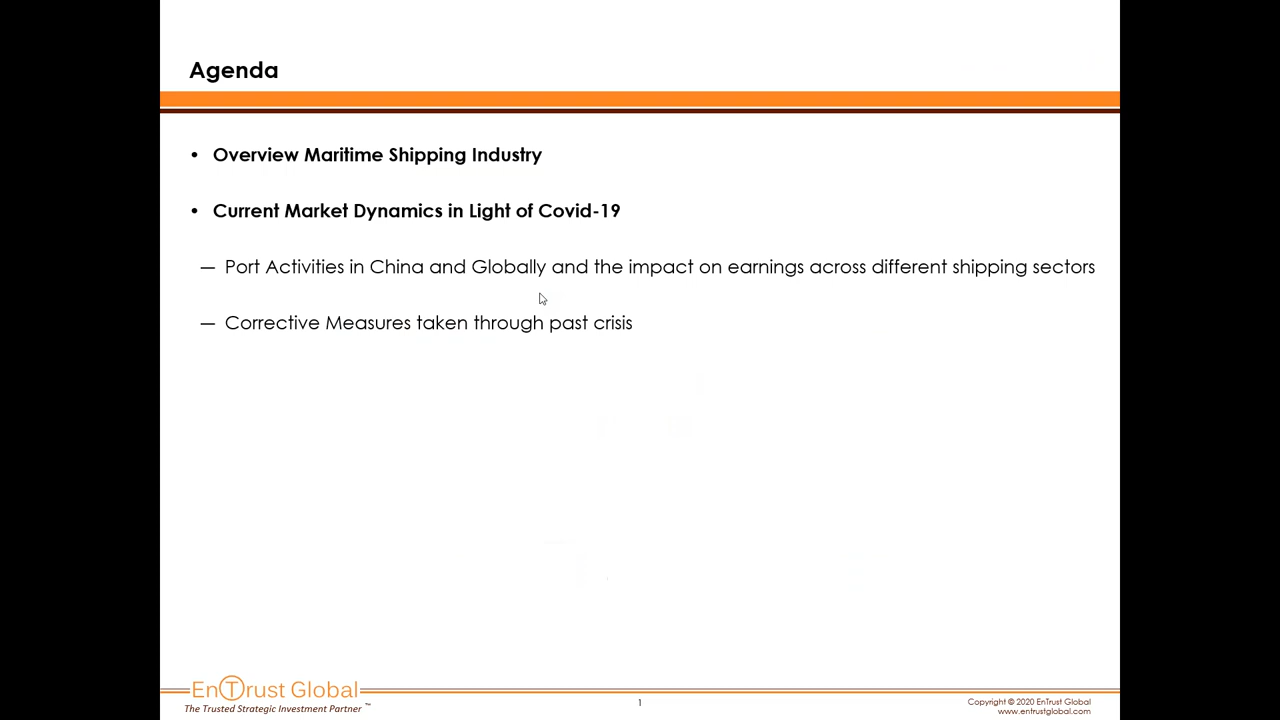 Agenda
• Overview Maritime Shipping Industry
• Current Market Dynamics in Light of Covid-19
— Port Activities in China and Globally and the impact on earnings across different shipping sectors
— Corrective Measures taken through past crisis
EnTrust Global
The Trusted Strategic Investment Partner ™
1
Copyright © 2020 EnTrust Global
www.entrustglobal.com